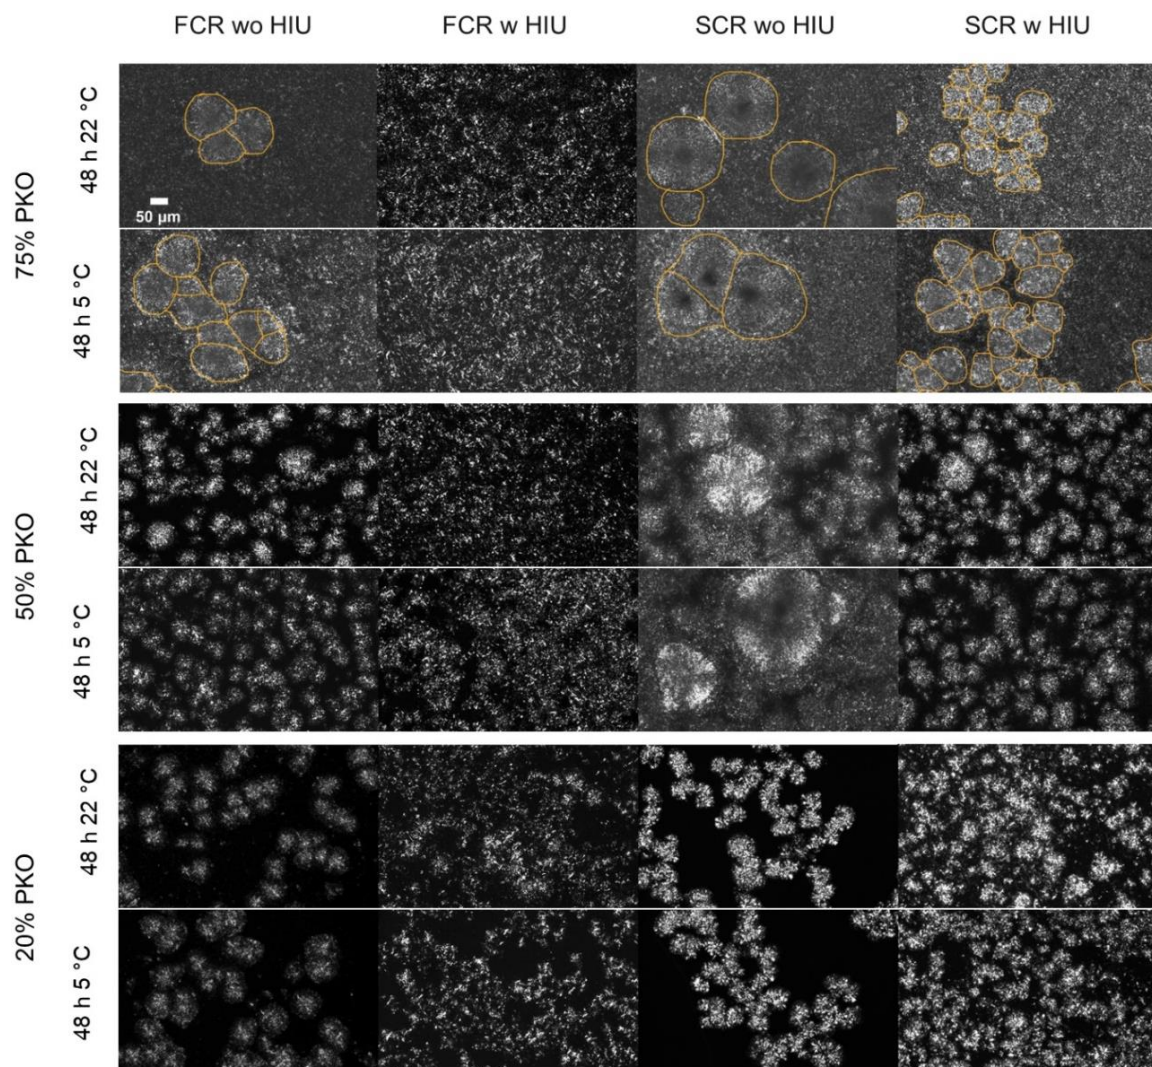 FCR wo HIU FCR w HIU SCR wo HIU SCR w HIU
75% PKO
48 h 22 °C
50 µm
48 h 5 °C
50% PKO
48 h 22 °C
48 h 5 °C
20% PKO
48 h 22 °C
48 h 5 °C